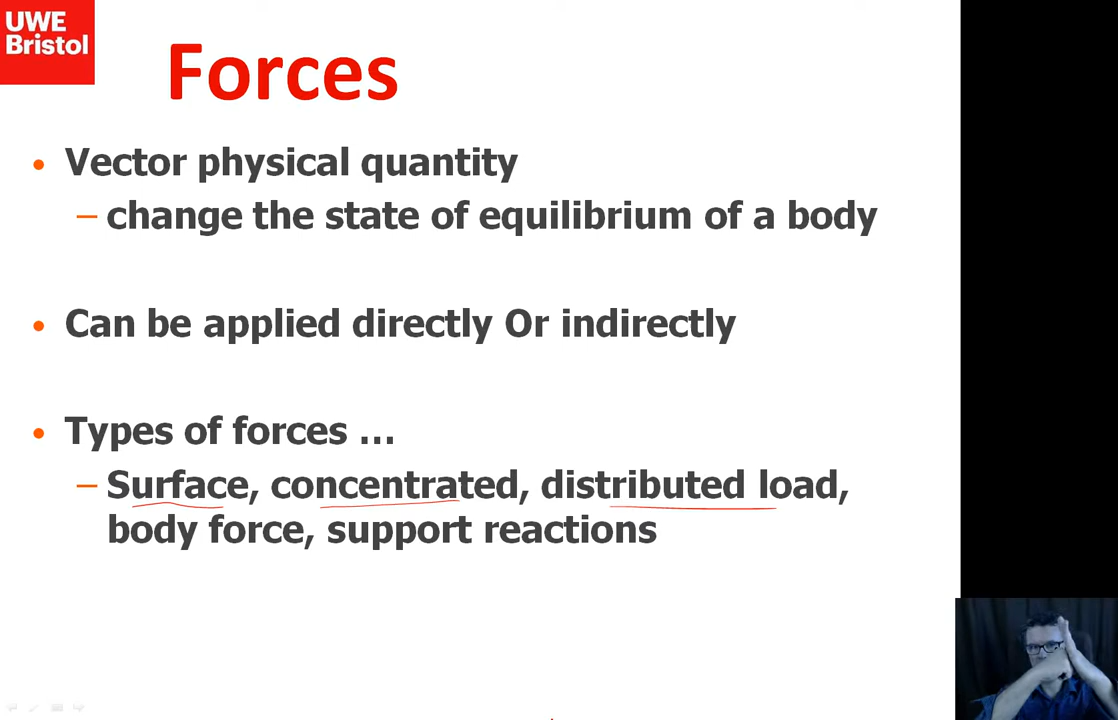 UWE
Bristol
Forces
• Vector physical quantity
– change the state of equilibrium of a body
• Can be applied directly Or indirectly
• Types of forces ...
– Surface, concentrated, distributed load,
body force, support reactions